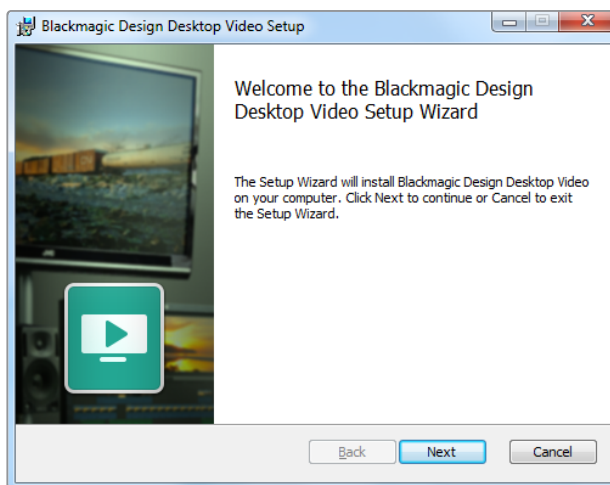 Blackmagic Design Desktop Video Setup
Welcome to the Blackmagic Design
Desktop Video Setup Wizard
The Setup Wizard will install Blackmagic Design Desktop Video
on your computer. Click Next to continue or Cancel to exit
the Setup Wizard.
JVC
Back
Next
Cancel